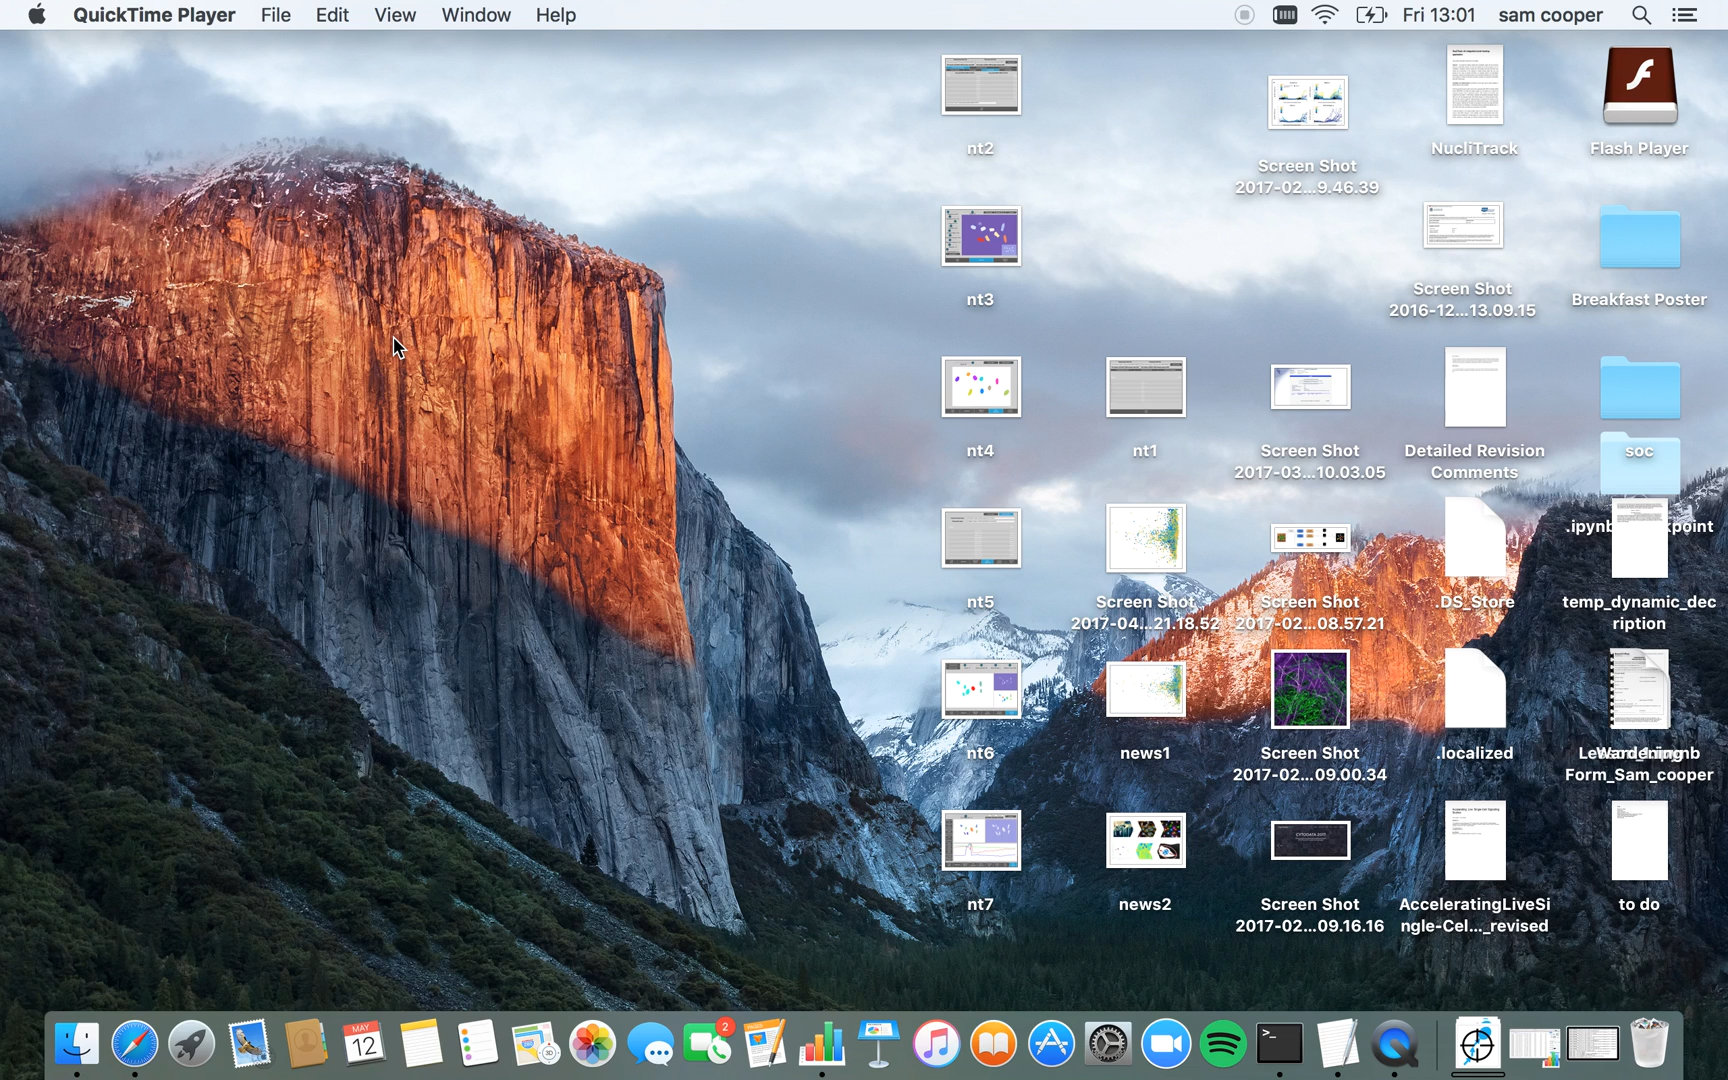 QuickTime Player File Edit View Window Help Fri 13:01 sam cooper
nt2
Screen Shot
2017-02...9.46.39
NucliTrack
Flash Player
nt3
Screen Shot
2016-12...13.09.15
Breakfast Poster
nt4
nt1
Screen Shot
2017-03...10.03.05
Detailed Revision
Comments
soc
nt5
Screen Shot
2017-04...21.18.52
Screen Shot
2017-02...08.57.21
.DS_Store
temp_dynamic_dec
ription
nt6
news1
Screen Shot
2017-02...09.00.34
.localized
Form_Sam_cooper
nt7
news2
Screen Shot
2017-02...09.16.16
AcceleratingLiveSi
ngle-Cel..._revised
to do
MAY
12
2